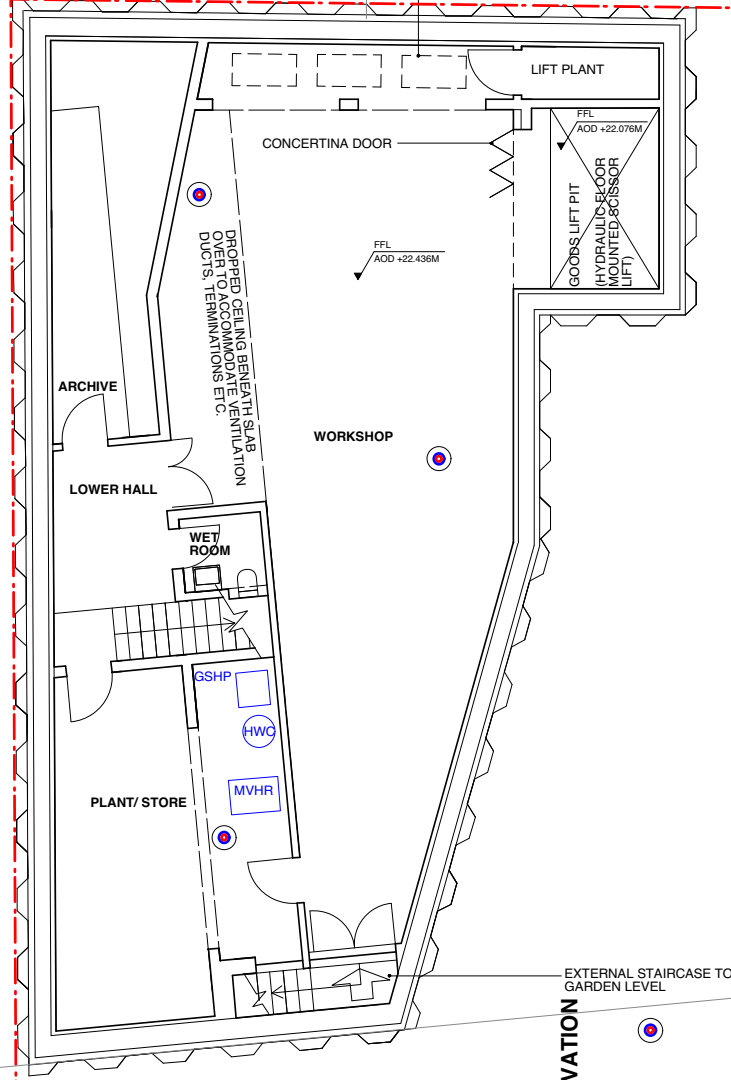 LIFT PLANT
FFL
AOD +22.076M
CONCERTINA DOOR
GOODS LIFT PIT
(HYDRAULIC FLOOR
MOUNTED SCISSOR
LIFT)
FFL
AOD +22.436M
DROPPED CEILING BENEATH SLAB
OVER TO ACCOMMODATE VENTILATION
DUCTS, TERMINATIONS ETC.
ARCHIVE
WORKSHOP
LOWER HALL
WET
ROOM
GSHP
HWC
MVHR
PLANT/ STORE
EXTERNAL STAIRCASE TO
GARDEN LEVEL
VATION